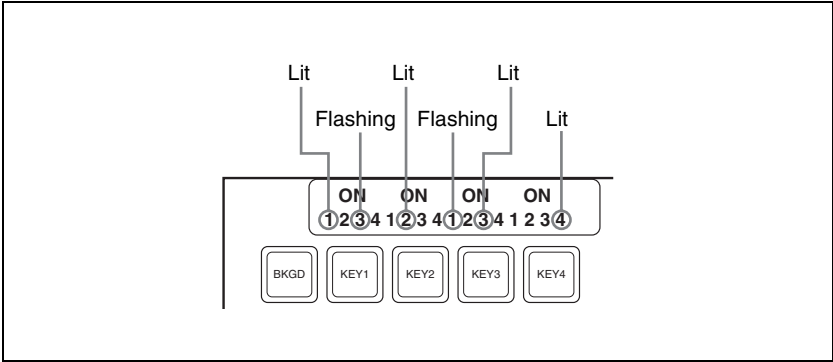 Lit Lit Lit
Flashing Flashing Lit
ON ON ON ON
1 2 3 4 1 2 3 4 1 2 3 4 1 2 3 4
BKGD KEY1 KEY2 KEY3 KEY4